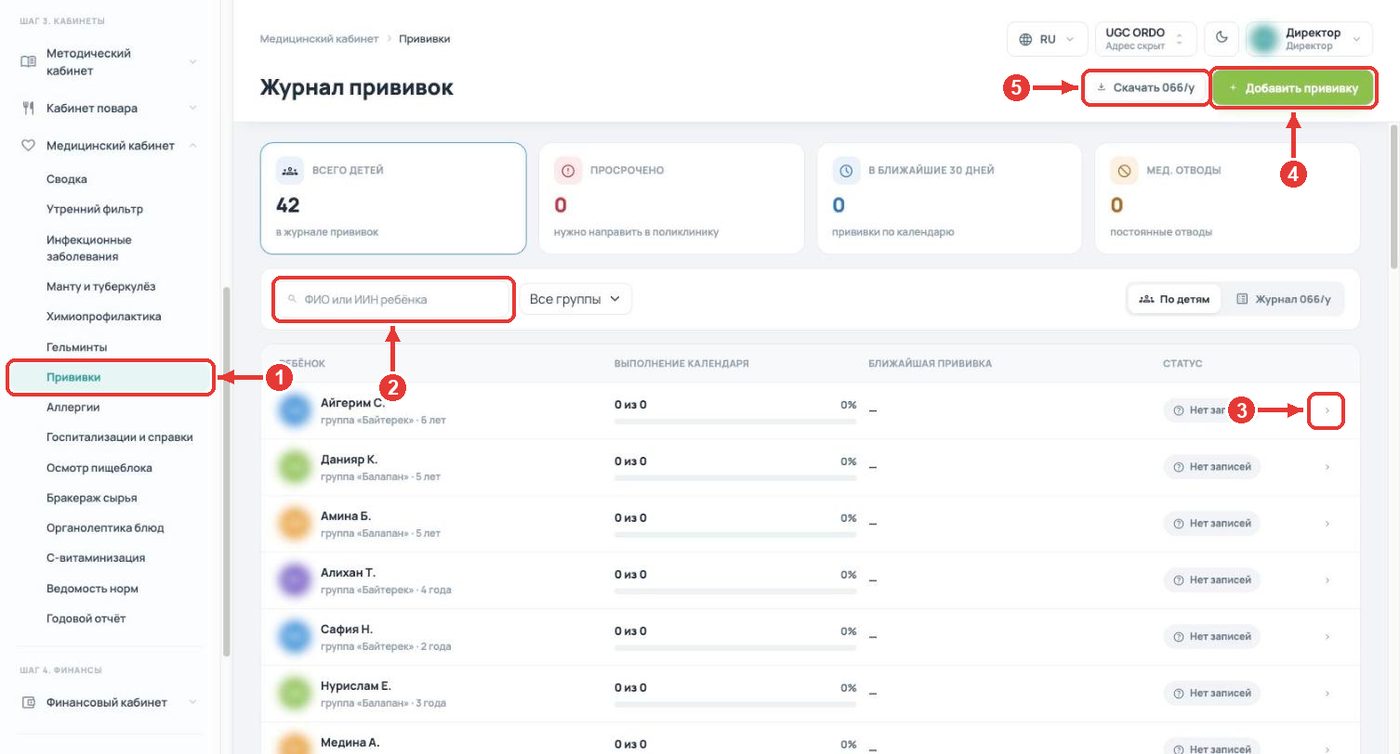 ШАГ 3. КАБИНЕТЫ
Методический
кабинет
Кабинет повара
Медицинский кабинет
Сводка
Утренний фильтр
Инфекционные
заболевания
Манту и туберкулёз
Химиопрофилактика
Гельминты
Прививки
Аллергии
Госпитализации и справки
Осмотр пищеблока
Бракераж сырья
Органолептика блюд
С-витаминизация
Ведомость норм
Годовой отчёт
ШАГ 4. ФИНАНСЫ
Финансовый кабинет
Медицинский кабинет > Прививки
RU
UGC ORDO
Адрес скрыт
Директор
Директор
Журнал прививок
5
Скачать 066/у
+ Добавить прививку
4
ВСЕГО ДЕТЕЙ
42
в журнале прививок
ПРОСРОЧЕНО
0
нужно направить в поликлинику
В БЛИЖАЙШИЕ 30 ДНЕЙ
0
прививки по календарю
МЕД. ОТВОДЫ
0
постоянные отводы
ФИО или ИИН ребёнка
Все группы
По детям
Журнал 066/у
1
2
3
РЕБЁНОК ВЫПОЛНЕНИЕ КАЛЕНДАРЯ БЛИЖАЙШАЯ ПРИВИВКА СТАТУС
Айгерим С. 0 из 0 0% – Нет зап
группа «Байтерек» · 6 лет
Данияр К. 0 из 0 0% – Нет записей
группа «Балапан» · 5 лет
Амина Б. 0 из 0 0% – Нет записей
группа «Балапан» · 5 лет
Алихан Т. 0 из 0 0% – Нет записей
группа «Байтерек» · 4 года
Сафия Н. 0 из 0 0% – Нет записей
группа «Байтерек» · 2 года
Нурислам Е. 0 из 0 0% – Нет записей
группа «Балапан» · 3 года
Медина А. 0 из 0 0% – Нет записей